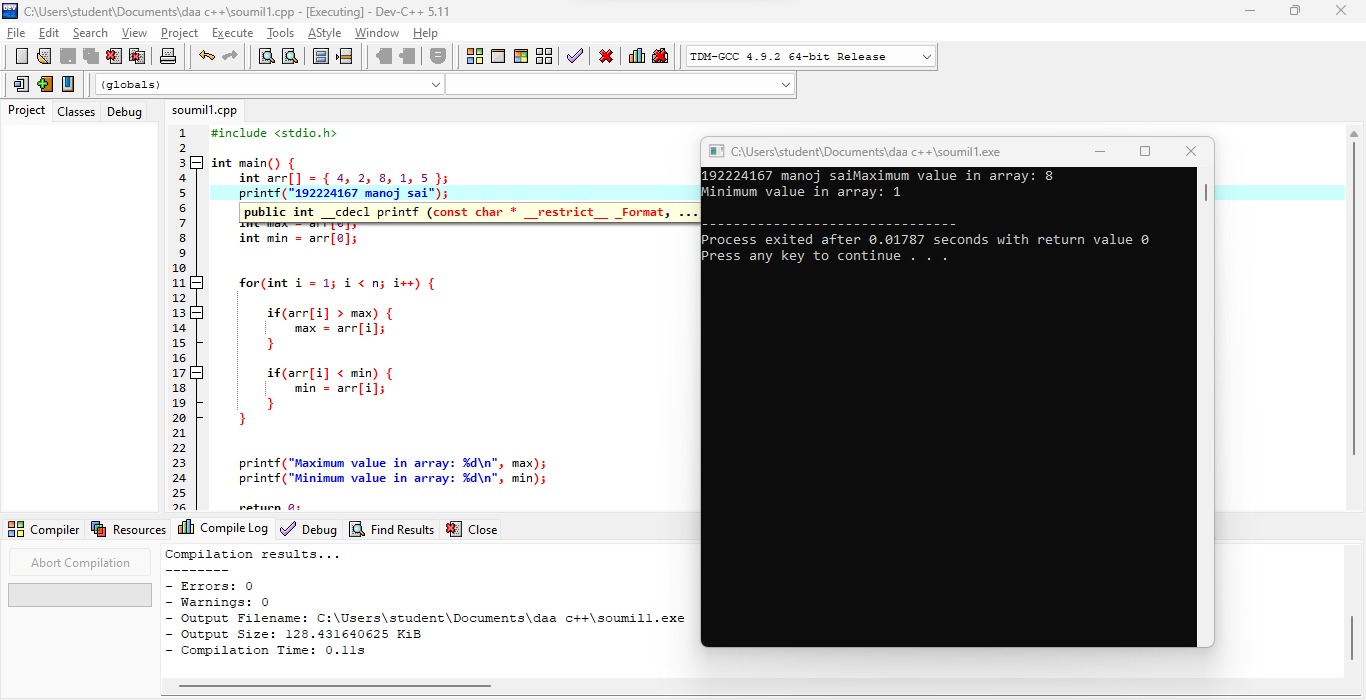 C:\Users\student\Documents\daa c++\soumil1.cpp - [Executing] - Dev-C++ 5.11
File Edit Search View Project Execute Tools AStyle Window Help
TDM-GCC 4.9.2 64-bit Release
(globals)
Project Classes Debug
soumil1.cpp
1 #include <stdio.h>
2
3 int main() {
4 int arr[] = { 4, 2, 8, 1, 5 };
5 printf("192224167 manoj sai");
6 public int __cdecl printf (const char * __restrict__ _Format, ...
7 int max = arr[0];
8 int min = arr[0];
9
10
11 for(int i = 1; i < n; i++) {
12
13 if(arr[i] > max) {
14 max = arr[i];
15 }
16
17 if(arr[i] < min) {
18 min = arr[i];
19 }
20 }
21
22
23 printf("Maximum value in array: %d\n", max);
24 printf("Minimum value in array: %d\n", min);
25
26 return 0;
C:\Users\student\Documents\daa c++\soumil1.exe
192224167 manoj saiMaximum value in array: 8
Minimum value in array: 1
--------------------------------
Process exited after 0.01787 seconds with return value 0
Press any key to continue . . .
Compiler Resources Compile Log Debug Find Results Close
Abort Compilation
Compilation results...
--------
- Errors: 0
- Warnings: 0
- Output Filename: C:\Users\student\Documents\daa c++\soumil1.exe
- Output Size: 128.431640625 KiB
- Compilation Time: 0.11s